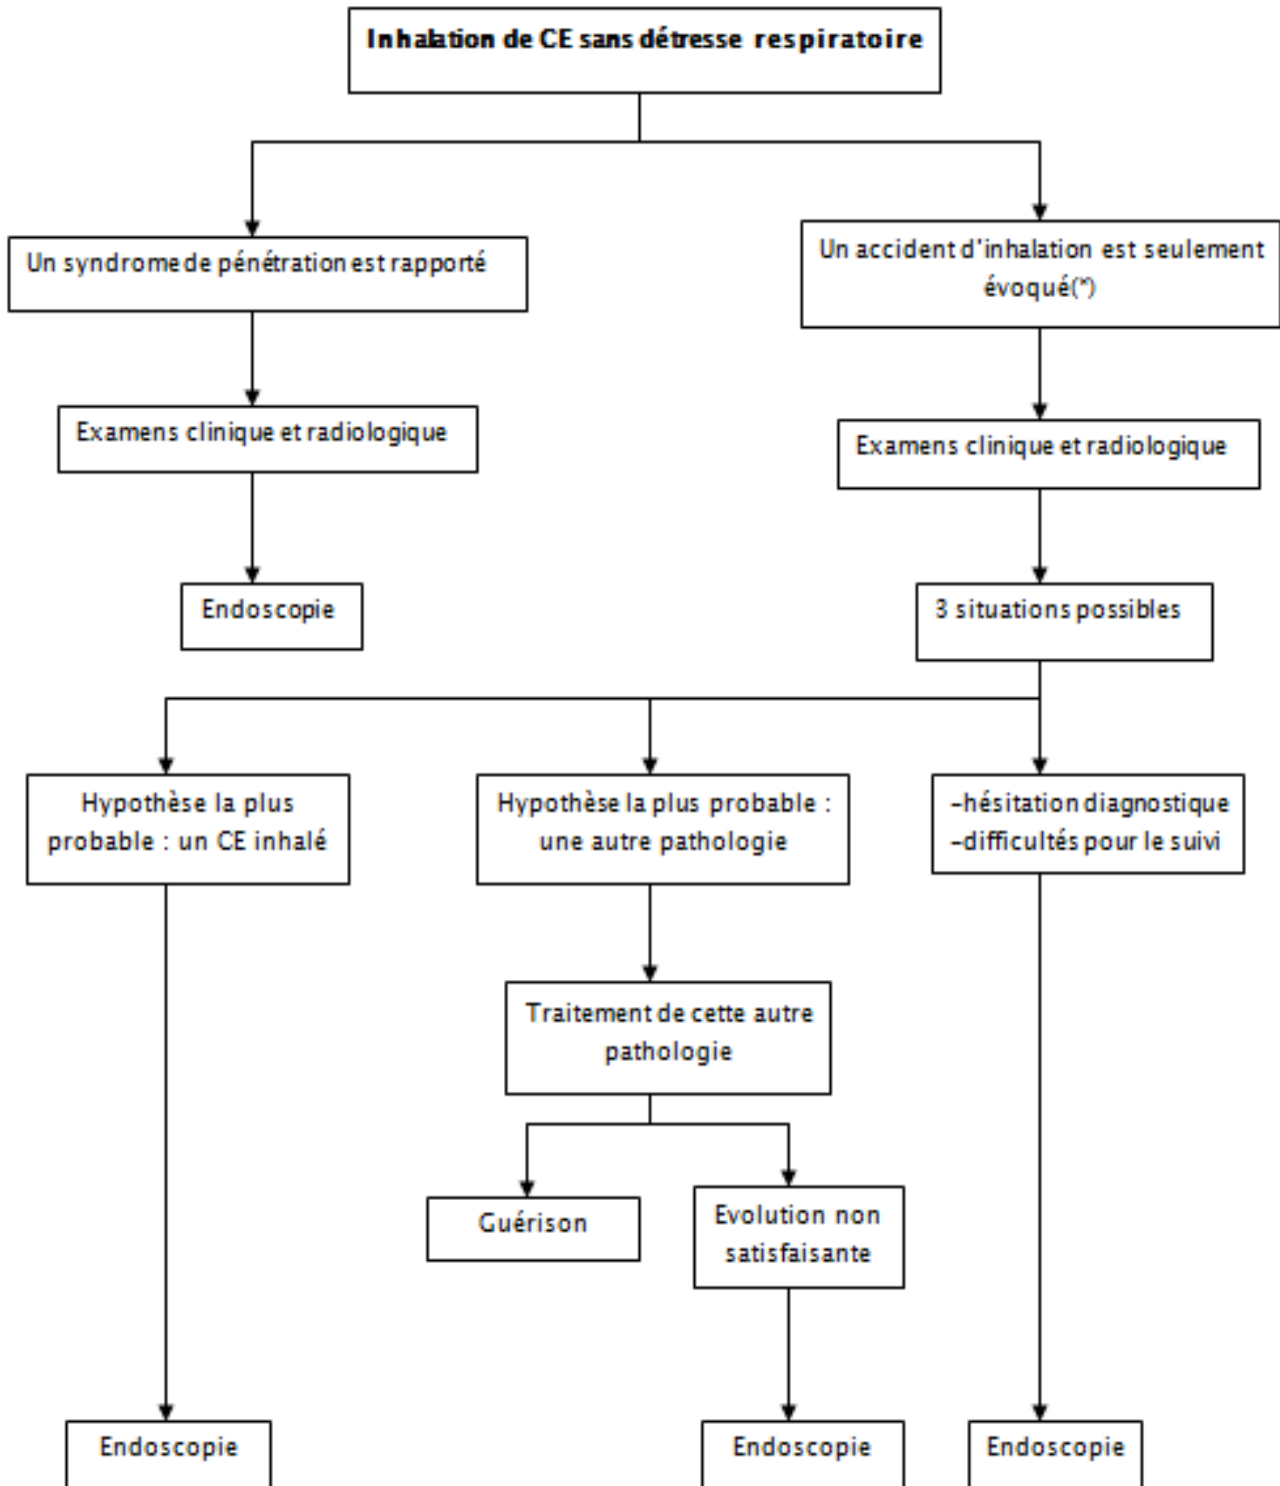 Inhalation de CE sans détresse respiratoire
Un syndrome de pénétration est rapporté
Un accident d'inhalation est seulement
évoqué(*)
Examens clinique et radiologique
Examens clinique et radiologique
Endoscopie
3 situations possibles
Hypothèse la plus
probable : un CE inhalé
Hypothèse la plus probable :
une autre pathologie
-hésitation diagnostique
-difficultés pour le suivi
Traitement de cette autre
pathologie
Guérison
Evolution non
satisfaisante
Endoscopie
Endoscopie
Endoscopie